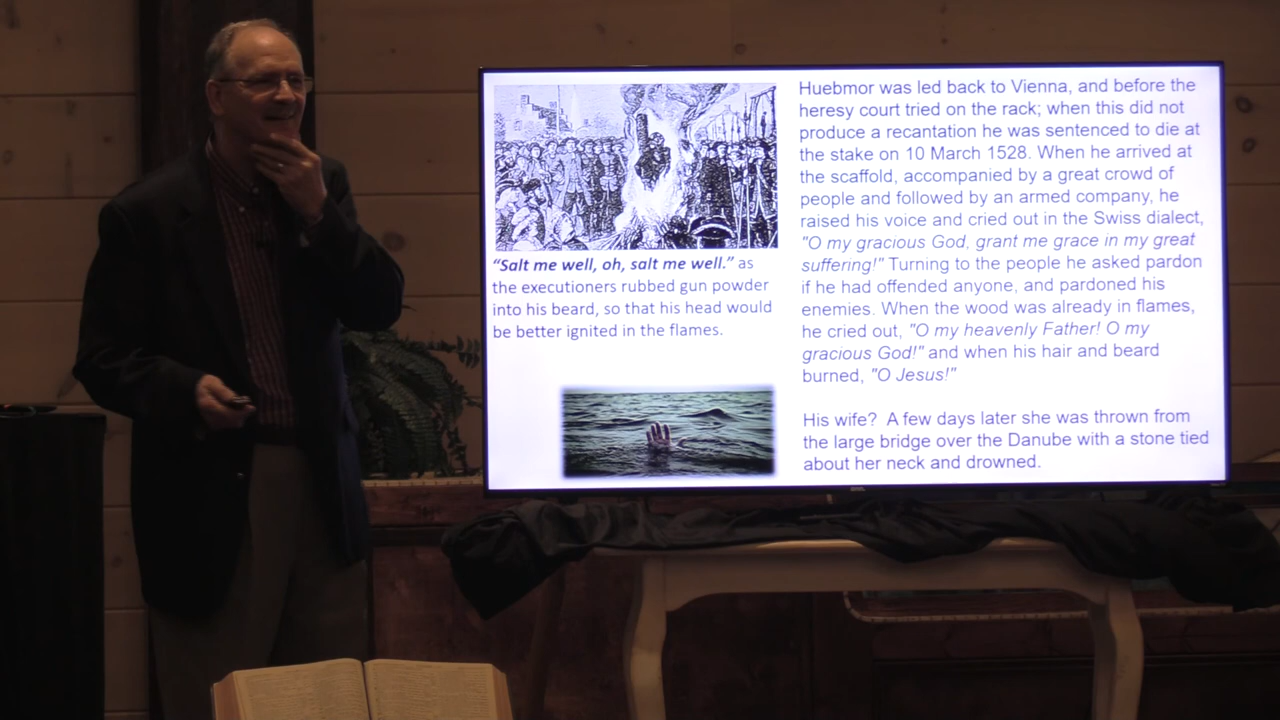 "Salt me well, oh, salt me well." as
the executioners rubbed gun powder
into his beard, so that his head would
be better ignited in the flames.
Huebmor was led back to Vienna, and before the
heresy court tried on the rack; when this did not
produce a recantation he was sentenced to die at
the stake on 10 March 1528. When he arrived at
the scaffold, accompanied by a great crowd of
people and followed by an armed company, he
raised his voice and cried out in the Swiss dialect,
"O my gracious God, grant me grace in my great
suffering!" Turning to the people he asked pardon
if he had offended anyone, and pardoned his
enemies. When the wood was already in flames,
he cried out, "O my heavenly Father! O my
gracious God!" and when his hair and beard
burned, "O Jesus!"
His wife? A few days later she was thrown from
the large bridge over the Danube with a stone tied
about her neck and drowned.